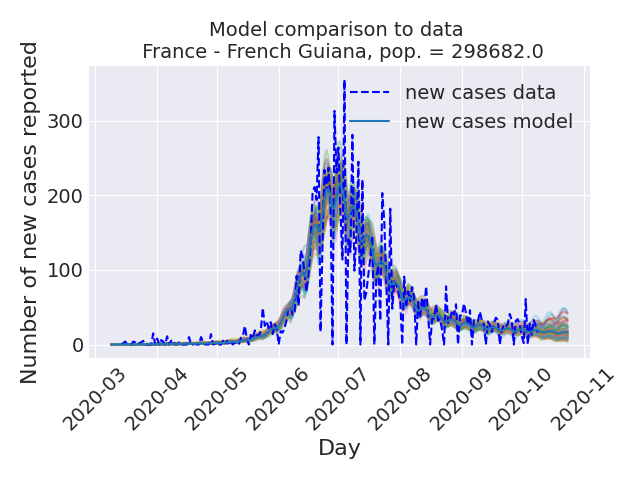 Model comparison to data
France - French Guiana, pop. = 298682.0
new cases data
new cases model
Number of new cases reported
300
200
100
0
2020-03
2020-04
2020-05
2020-06
2020-07
2020-08
2020-09
2020-10
2020-11
Day